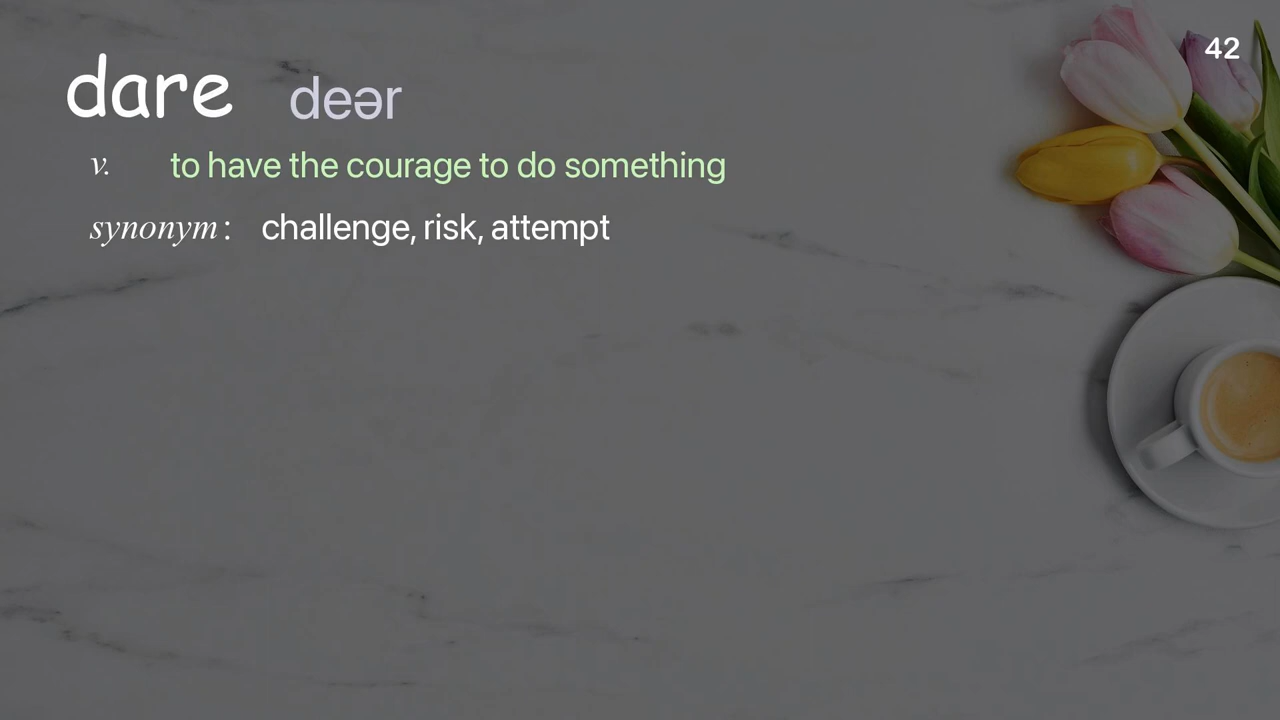 42
dare deər
v. to have the courage to do something
synonym: challenge, risk, attempt